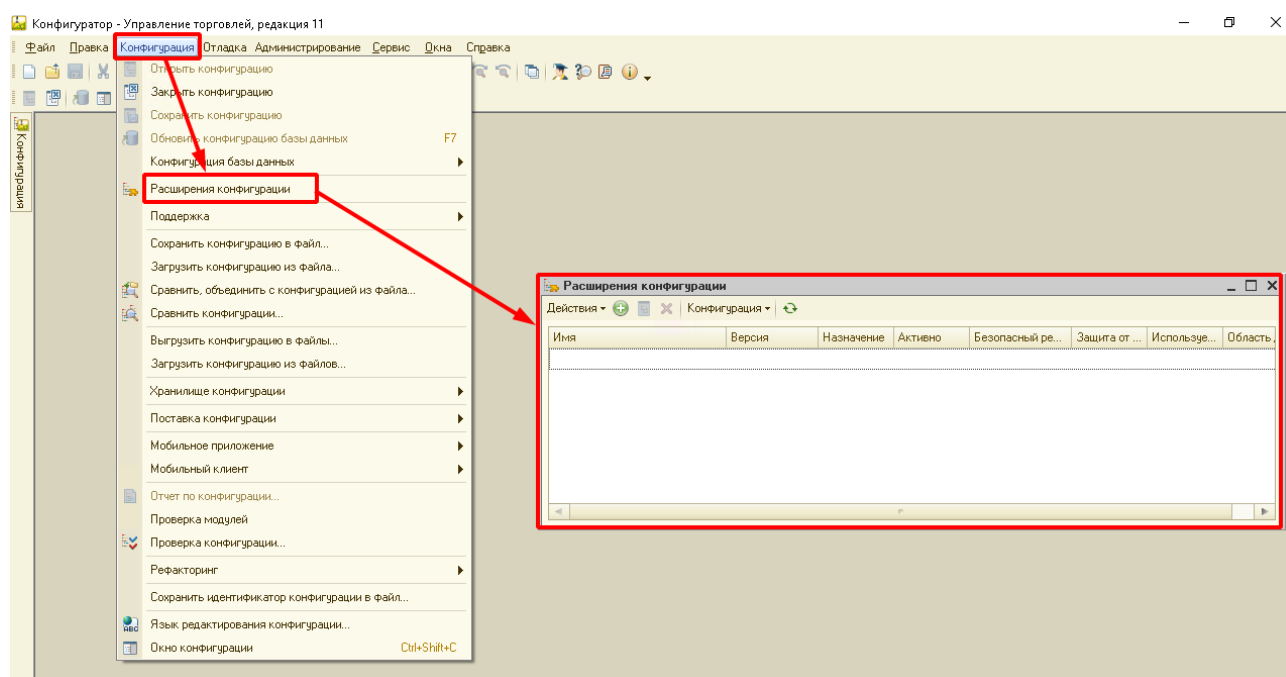 Конфигуратор - Управление торговлей, редакция 11
Файл Правка Конфигурация Отладка Администрирование Сервис Окна Справка
Конфигурация
Открыть конфигурацию
Закрыть конфигурацию
Сохранить конфигурацию
Обновить конфигурацию базы данных F7
Конфигурация базы данных
Расширения конфигурации
Поддержка
Сохранить конфигурацию в файл...
Загрузить конфигурацию из файла...
Сравнить, объединить с конфигурацией из файла...
Сравнить конфигурации...
Выгрузить конфигурацию в файлы...
Загрузить конфигурацию из файлов...
Хранилище конфигурации
Поставка конфигурации
Мобильное приложение
Мобильный клиент
Отчет по конфигурации...
Проверка модулей
Проверка конфигурации...
Рефакторинг
Сохранить идентификатор конфигурации в файл...
ABC Язык редактирования конфигурации...
Окно конфигурации Ctrl+Shift+C
Расширения конфигурации
Действия Конфигурация
Имя Версия Назначение Активно Безопасный ре... Защита от ... Используе... Область